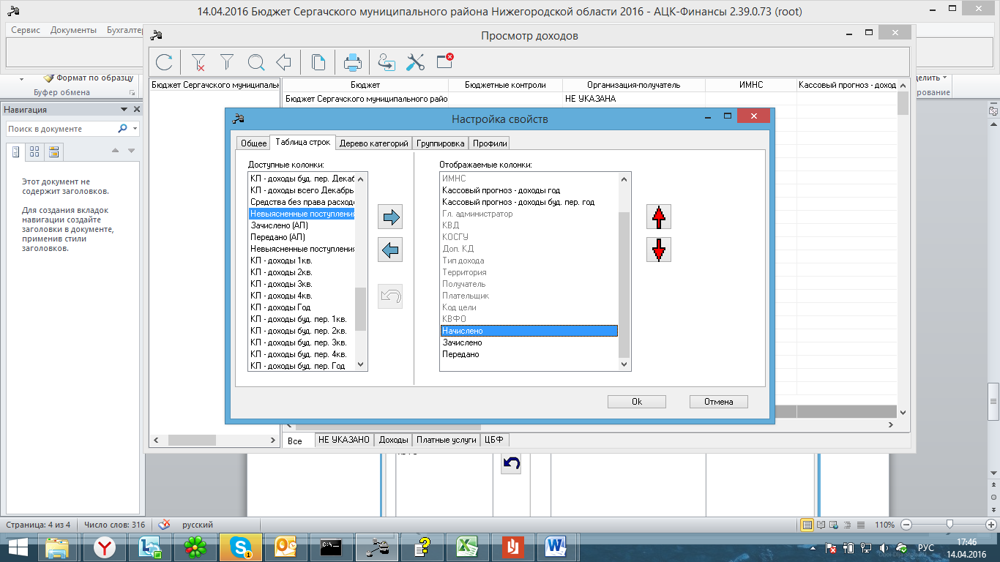 14.04.2016 Бюджет Сергачского муниципального района Нижегородской области 2016 - АЦК-Финансы 2.39.0.73 (root)
Сервис Документы Бухгалтер
Просмотр доходов
Формат по образцу
Буфер обмена
Навигация
Поиск в документе
Этот документ не
содержит заголовков.
Для создания вкладок
навигации создайте
заголовки в документе,
применив стили
заголовков.
Бюджет Сергачского муниципальн
Бюджет Бюджетные контроли Организация-получатель ИМНС Кассовый прогноз - доход
Бюджет Сергачского муниципального райо НЕ УКАЗАНА
делить
рование
Настройка свойств
Общее Таблица строк Дерево категорий Группировка Профили
Доступные колонки:
КП - доходы буд. пер. Декаб
КП - доходы всего Декабрь
Средства без права расходо
Невыясненные поступления
Зачислено (АП)
Передано (АП)
Невыясненные поступления
КП - доходы 1кв.
КП - доходы 2кв.
КП - доходы 3кв.
КП - доходы 4кв.
КП - доходы Год
КП - доходы буд. пер. 1кв.
КП - доходы буд. пер. 2кв.
КП - доходы буд. пер. 3кв.
КП - доходы буд. пер. 4кв.
КП - доходы буд. пер. Год
Отображаемые колонки:
ИМНС
Кассовый прогноз - доходы год
Кассовый прогноз - доходы буд. пер. год
Гл. администратор
КВД
КОСГУ
Доп. КД
Тип дохода
Территория
Получатель
Плательщик
Код цели
КВФО
Начислено
Зачислено
Передано
Ok Отмена
Все НЕ УКАЗАНО Доходы Платные услуги ЦБФ
Страница: 4 из 4 Число слов: 316 русский 110%
РУС
17:46
14.04.2016